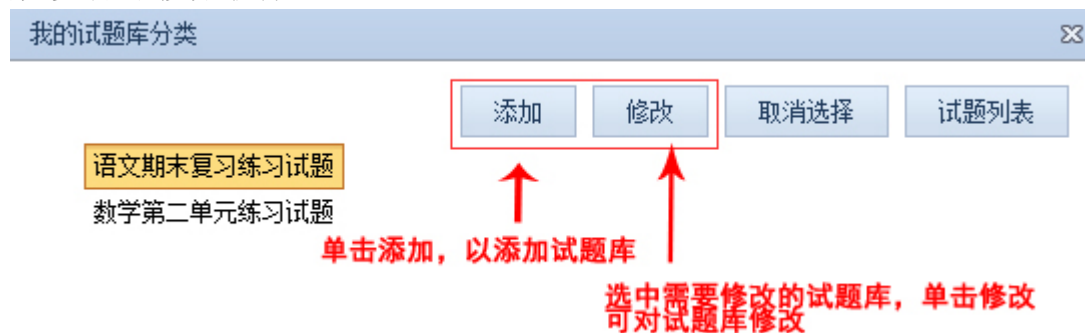 我的试题库分类
添加 修改 取消选择 试题列表
语文期末复习练习试题
数学第二单元练习试题
单击添加，以添加试题库
选中需要修改的试题库，单击修改
可对试题库修改